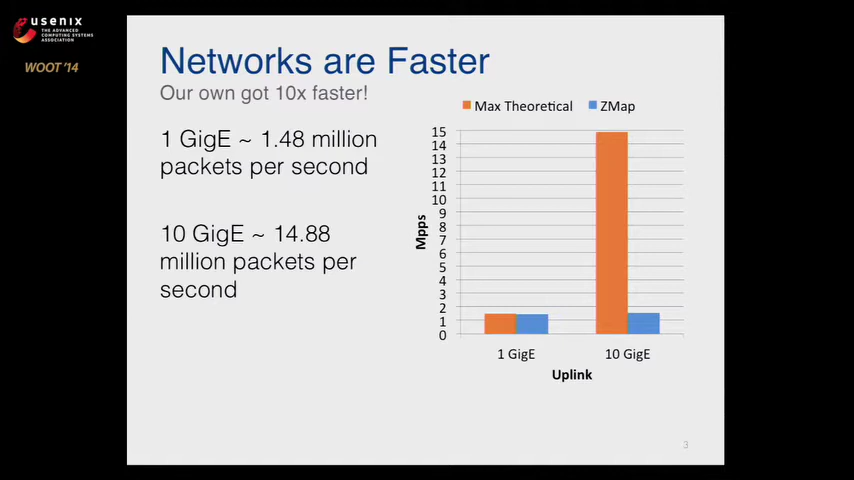 usenix
THE ADVANCED
COMPUTING SYSTEMS
ASSOCIATION
WOOT '14
Networks are Faster
Our own got 10x faster!
1 GigE ~ 1.48 million
packets per second
10 GigE ~ 14.88
million packets per
second
Max Theoretical
ZMap
15
14
13
12
11
10
9
8
7
6
5
4
3
2
1
0
Mpps
1 GigE
10 GigE
Uplink
3